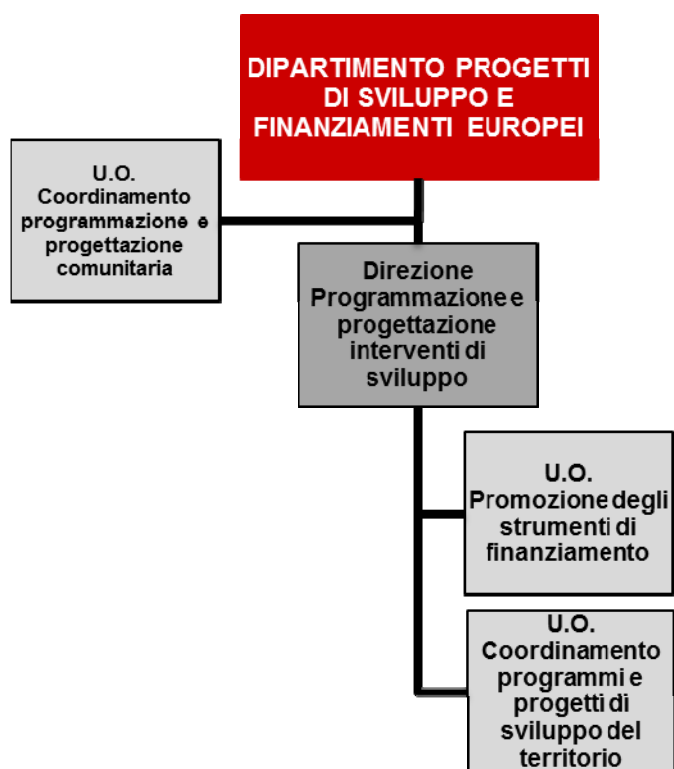 DIPARTIMENTO PROGETTI
DI SVILUPPO E
FINANZIAMENTI EUROPEI
U.O.
Coordinamento
programmazione e
progettazione
comunitaria
Direzione
Programmazione e
progettazione
interventi di
sviluppo
U.O.
Promozione degli
strumenti di
finanziamento
U.O.
Coordinamento
programmi e
progetti di
sviluppo del
territorio